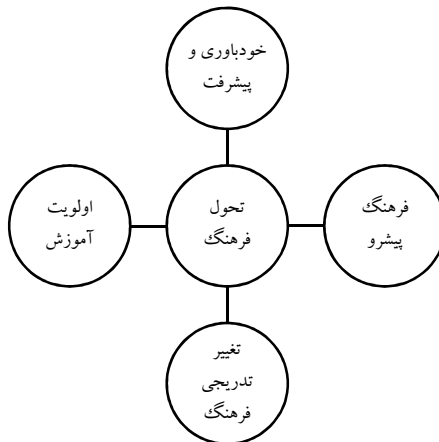 خودباوری و
پیشرفت
فرهنگ
پیشرو
تحول
فرهنگ
اولویت
آموزش
تغییر
تدریجی
فرهنگ